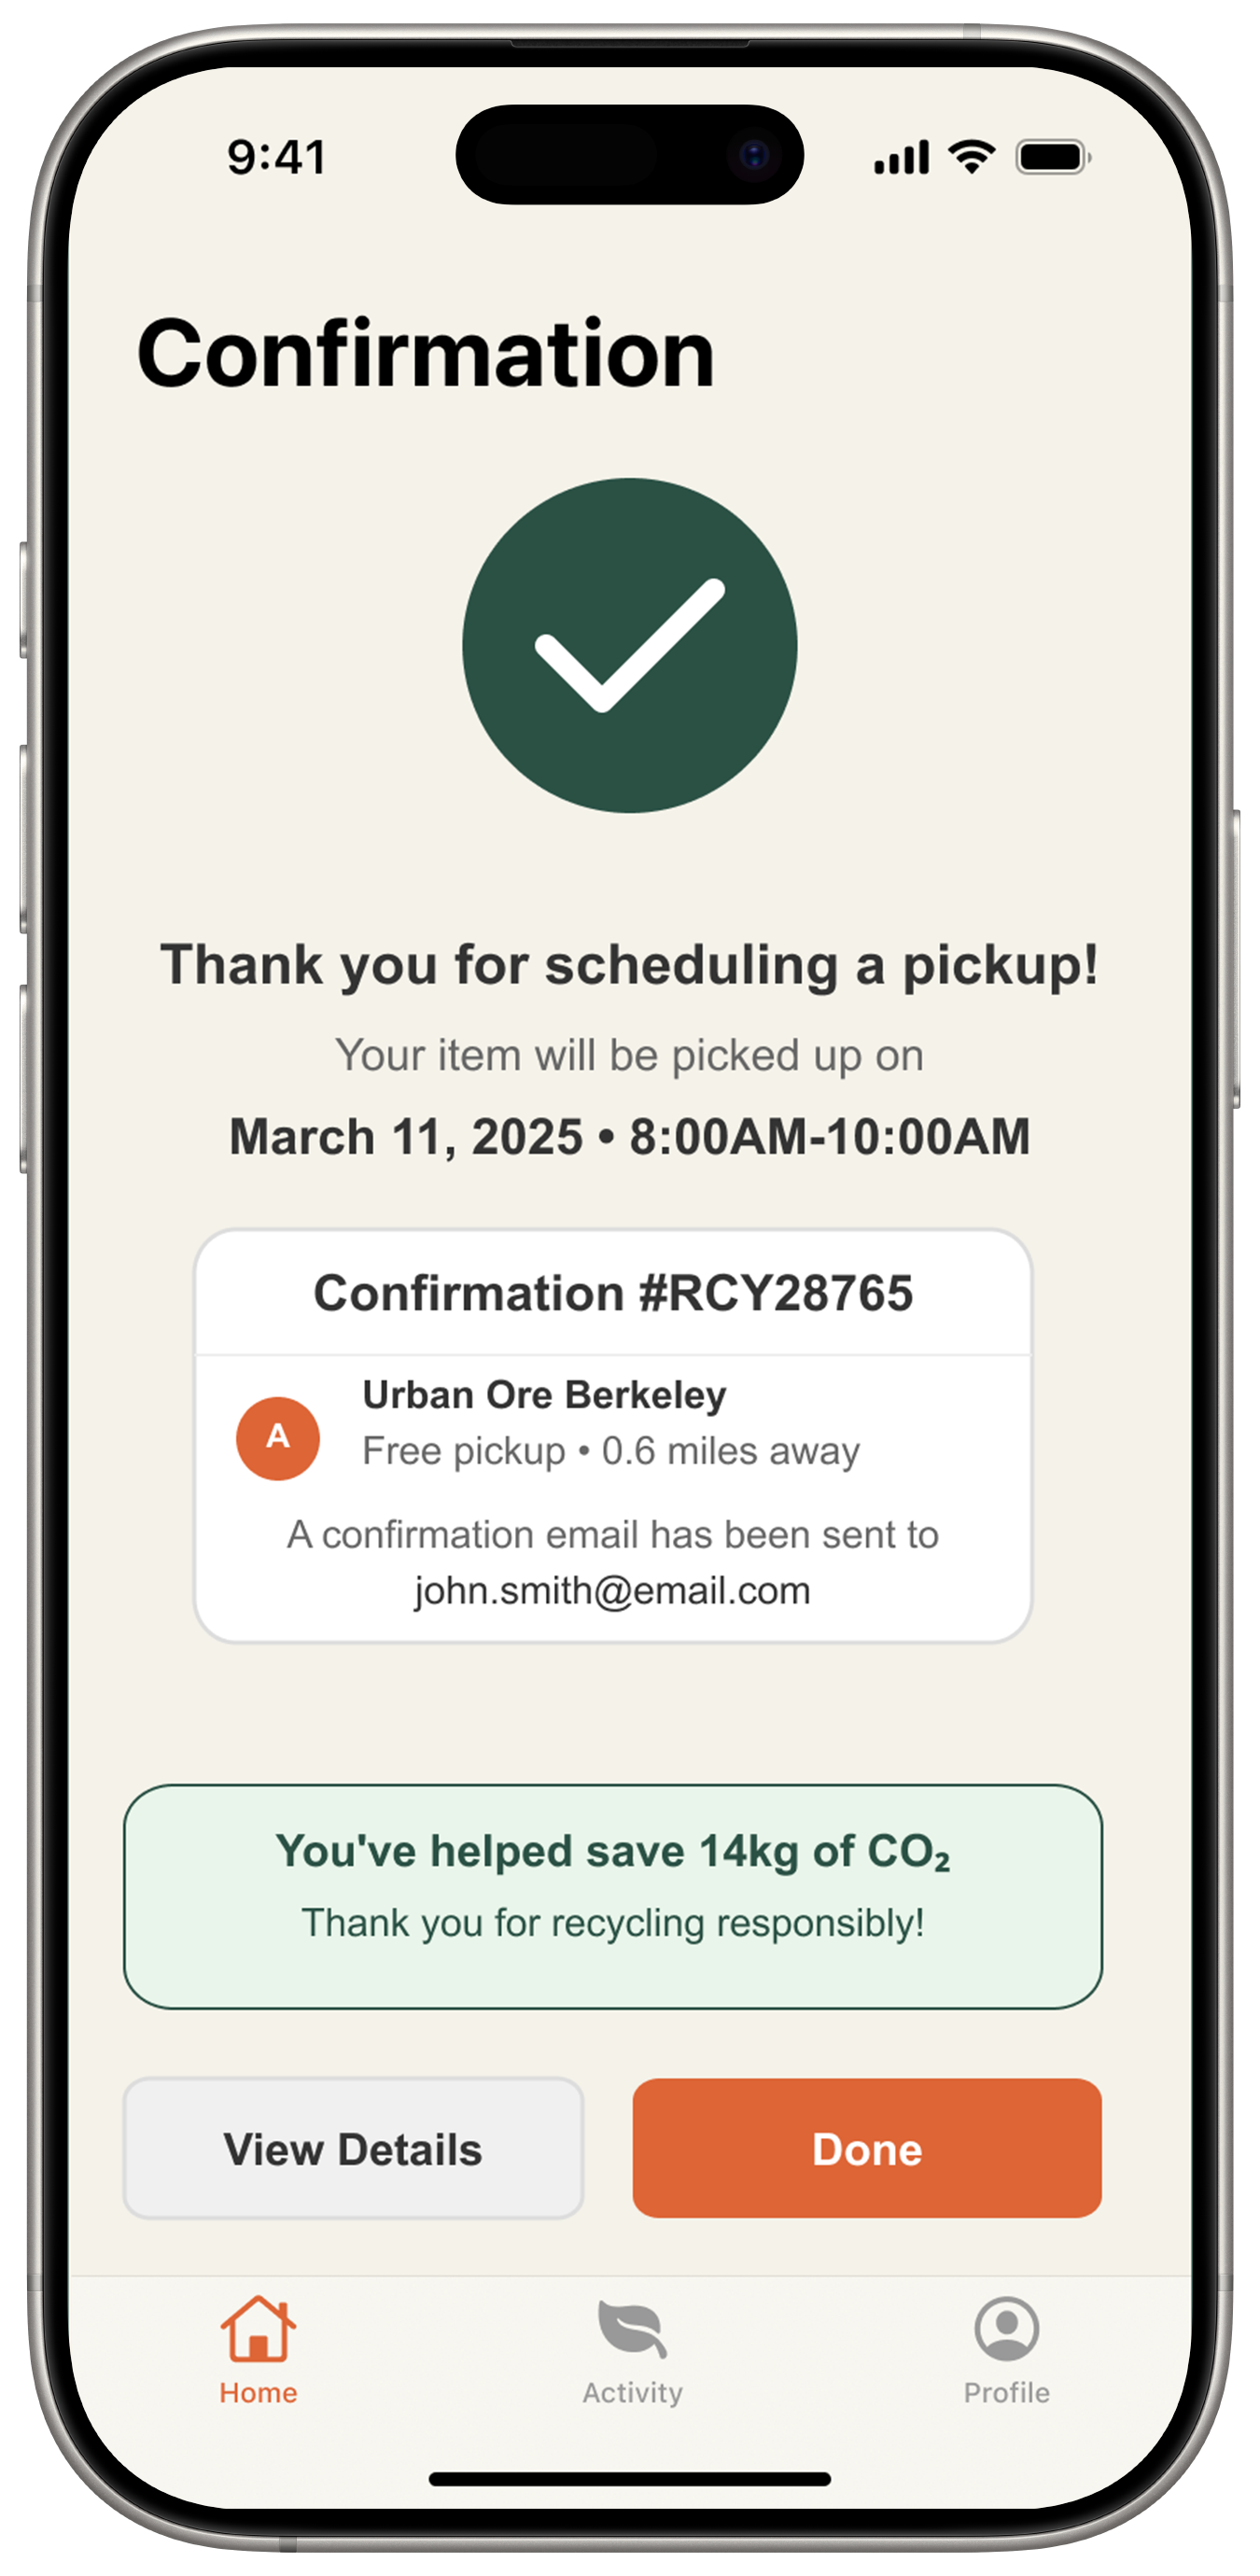 9:41
Confirmation
Thank you for scheduling a pickup!
Your item will be picked up on
March 11, 2025 • 8:00AM-10:00AM
Confirmation #RCY28765
A
Urban Ore Berkeley
Free pickup • 0.6 miles away
A confirmation email has been sent to
john.smith@email.com
You've helped save 14kg of CO₂
Thank you for recycling responsibly!
View Details
Done
Home
Activity
Profile